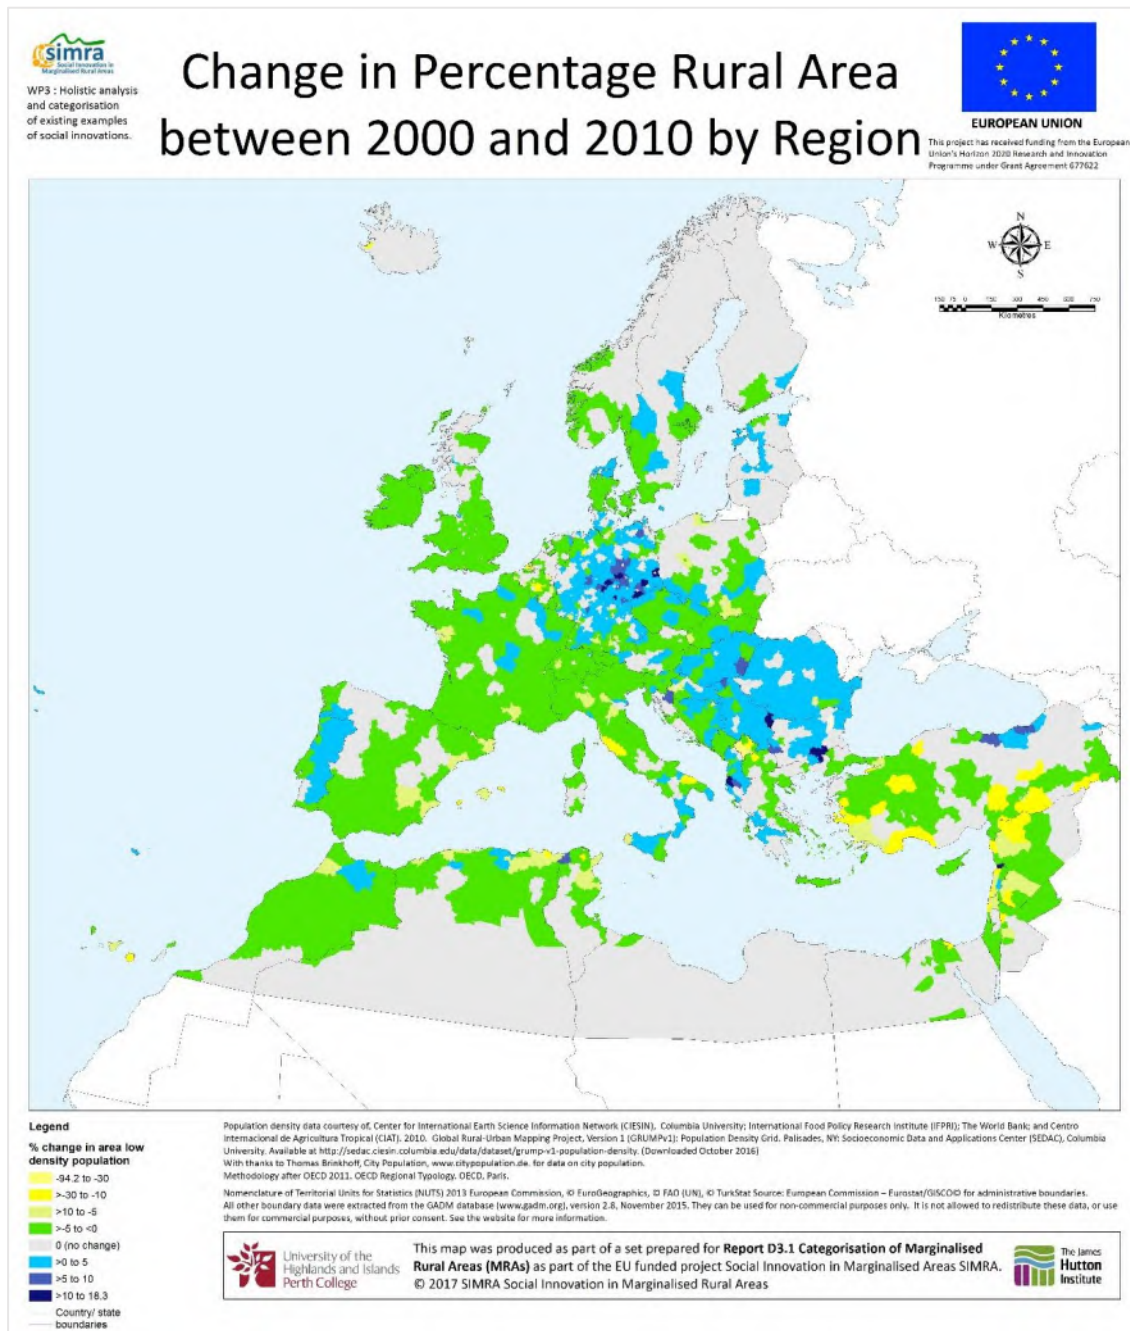 simra
Social Innovation in
Marginalised Rural Areas
WP3 : Holistic analysis
and categorisation
of existing examples
of social innovations.
Change in Percentage Rural Area
between 2000 and 2010 by Region
EUROPEAN UNION
This project has received funding from the European
Union's Horizon 2020 Research and Innovation
Programme under Grant Agreement 677622
N
W E
S
150 75 0 150 300 450 600 750
Kilometres
Legend
% change in area low
density population
-94.2 to -30
>-30 to -10
>10 to -5
>-5 to <0
0 (no change)
>0 to 5
>5 to 10
>10 to 18.3
Country/ state
boundaries
Population density data courtesy of, Center for International Earth Science Information Network (CIESIN), Columbia University; International Food Policy Research Institute (IFPRI); The World Bank; and Centro
Internacional de Agricultura Tropical (CIAT). 2010. Global Rural-Urban Mapping Project, Version 1 (GRUMPv1): Population Density Grid. Palisades, NY: Socioeconomic Data and Applications Center (SEDAC), Columbia
University. Available at http://sedac.ciesin.columbia.edu/data/dataset/grump-v1-population-density. (Downloaded October 2016)
With thanks to Thomas Brinkhoff, City Population, www.citypopulation.de. for data on city population.
Methodology after OECD 2011. OECD Regional Typology. OECD, Paris.
Nomenclature of Territorial Units for Statistics (NUTS) 2013 European Commission, © EuroGeographics, © FAO (UN), © TurkStat Source: European Commission – Eurostat/GISCO© for administrative boundaries.
All other boundary data were extracted from the GADM database (www.gadm.org), version 2.8, November 2015. They can be used for non-commercial purposes only. It is not allowed to redistribute these data, or use
them for commercial purposes, without prior consent. See the website for more information.
University of the
Highlands and Islands
Perth College
This map was produced as part of a set prepared for Report D3.1 Categorisation of Marginalised
Rural Areas (MRAs) as part of the EU funded project Social Innovation in Marginalised Areas SIMRA.
© 2017 SIMRA Social Innovation in Marginalised Rural Areas
The James
Hutton
Institute